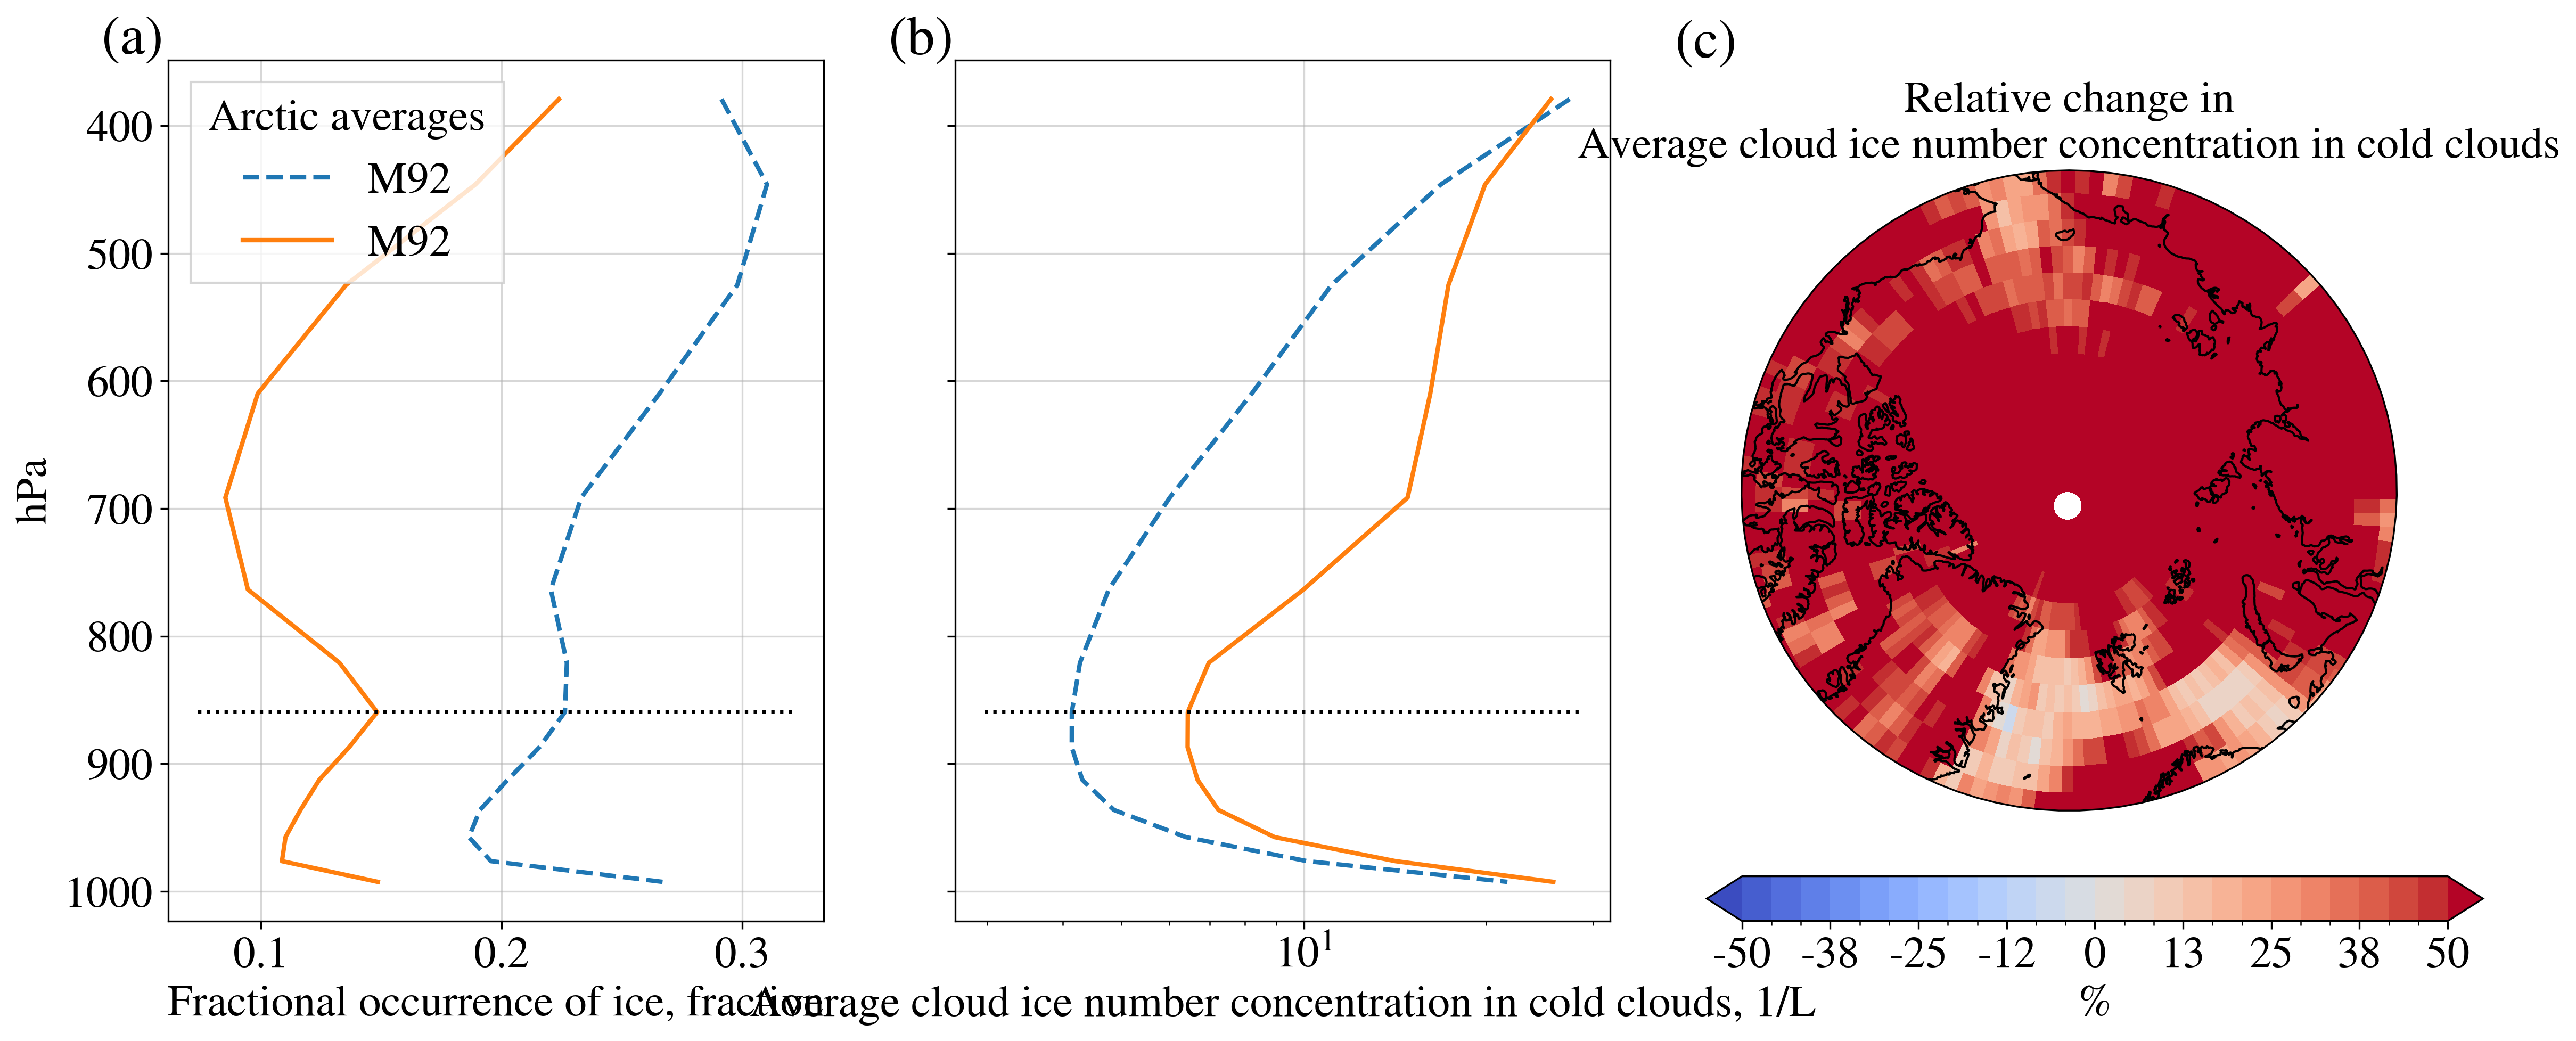 (a)
Arctic averages
M92
M92
400
500
600
700
800
900
1000
hPa
0.1
0.2
0.3
Fractional occurrence of ice, fraction
(b)
10¹
Average cloud ice number concentration in cold clouds, 1/L
(c)
Relative change in
Average cloud ice number concentration in cold clouds
-50
-38
-25
-12
0
13
25
38
50
%